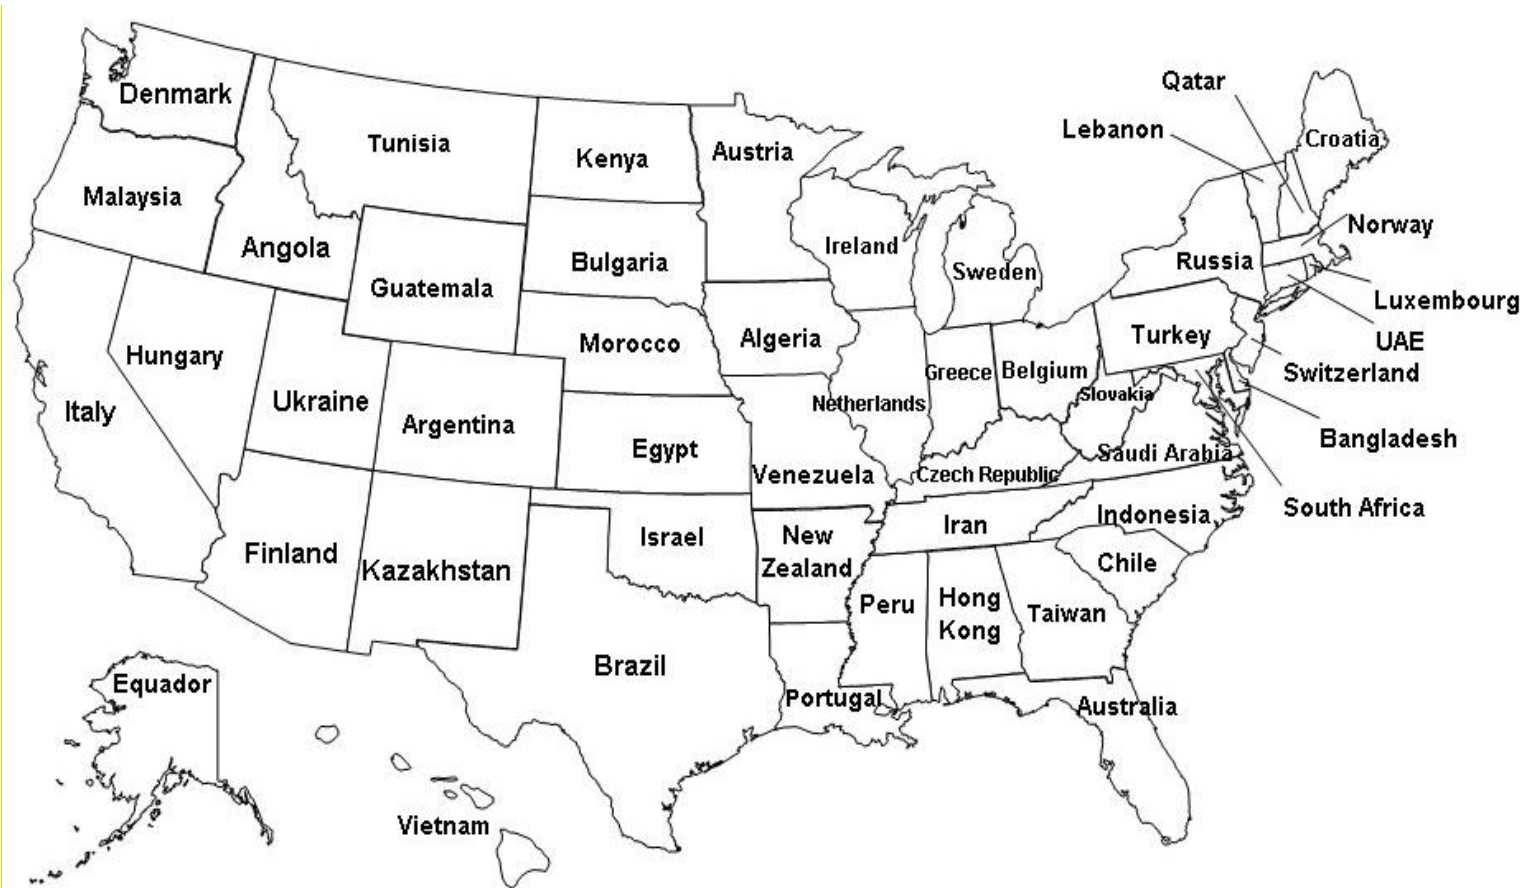 Qatar
Denmark
Lebanon
Croatia
Tunisia
Austria
Kenya
Malaysia
Norway
Ireland
Angola
Russia
Bulgaria
Sweden
Guatemala
Luxembourg
Turkey
Algeria
UAE
Morocco
Hungary
Greece
Belgium
Switzerland
Slovakia
Ukraine
Netherlands
Italy
Argentina
Bangladesh
Egypt
Saudi Arabia
Venezuela
Czech Republic
South Africa
Indonesia
Iran
Israel
New
Zealand
Finland
Chile
Kazakhstan
Peru
Hong
Kong
Taiwan
Brazil
Equador
Portugal
Australia
Vietnam